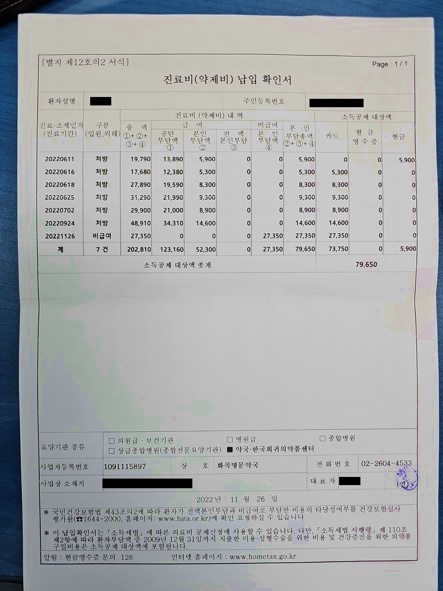 [별지 제12호의2 서식]
Page : 1 / 1
진료비(약제비) 납입 확인서
환자성명 주민등록번호
진료비 (약제비) 내 역 소득공제 대상액
진료·조제일자 (진료기간) 구분 (입원,외래) 총 액 ①+②+③+④ 급 여 비급여 본 인 부담총액 ②+③+④ 카드 현 금 영수증 현금
공단 부담액 ① 본인 부담액 ② 전 액 본인부담 ③ 본 인 부담액 ④
20220611 처방 19,790 13,890 5,900 0 0 5,900 0 0 5,900
20220616 처방 17,680 12,380 5,300 0 0 5,300 5,300 0 0
20220618 처방 27,890 19,590 8,300 0 0 8,300 8,300 0 0
20220625 처방 31,290 21,990 9,300 0 0 9,300 9,300 0 0
20220702 처방 29,900 21,000 8,900 0 0 8,900 8,900 0 0
20220924 처방 48,910 34,310 14,600 0 0 14,600 14,600 0 0
20221126 비급여 27,350 0 0 0 27,350 27,350 27,350 0 0
계 7 건 202,810 123,160 52,300 0 27,350 79,650 73,750 0 5,900
소득공제 대상액 총계 79,650
요양기관 종류 □ 의원급·보건기관 □ 병원급 □ 종합병원
□ 상급종합병원(종합전문요양기관) ■ 약국·한국희귀의약품센터
사업자등록번호 1091115897 상 호 화곡명문약국 전 화 번 호 02-2604-4533
사업장 소재지 대 표 자
2022년 11 월 26 일
* 국민건강보험법 제43조의2에 따라 환자가 전액본인부담과 비급여로 부담한 비용의 타당성여부를 건강보험심사
평가원(☎1644-2000, 홈페이지: www.hira.or.kr)에 확인 요청하실 수 있습니다
* 이 납입확인서는 「소득세법」에 따른 의료비 공제신청에 사용할 수 있습니다. 다만, 「소득세법 시행령」 제 110조
제2항에 따라 환자부담액 중 2009년 12월 31일까지 지출한 미용·성형수술을 위한 비용 및 건강증진을 위한 의약품
구입비용은 소득공제 대상액에 포함됩니다.
알림 : 현금영수증 문의 126 인터넷 홈페이지 : www.hometax.go.kr